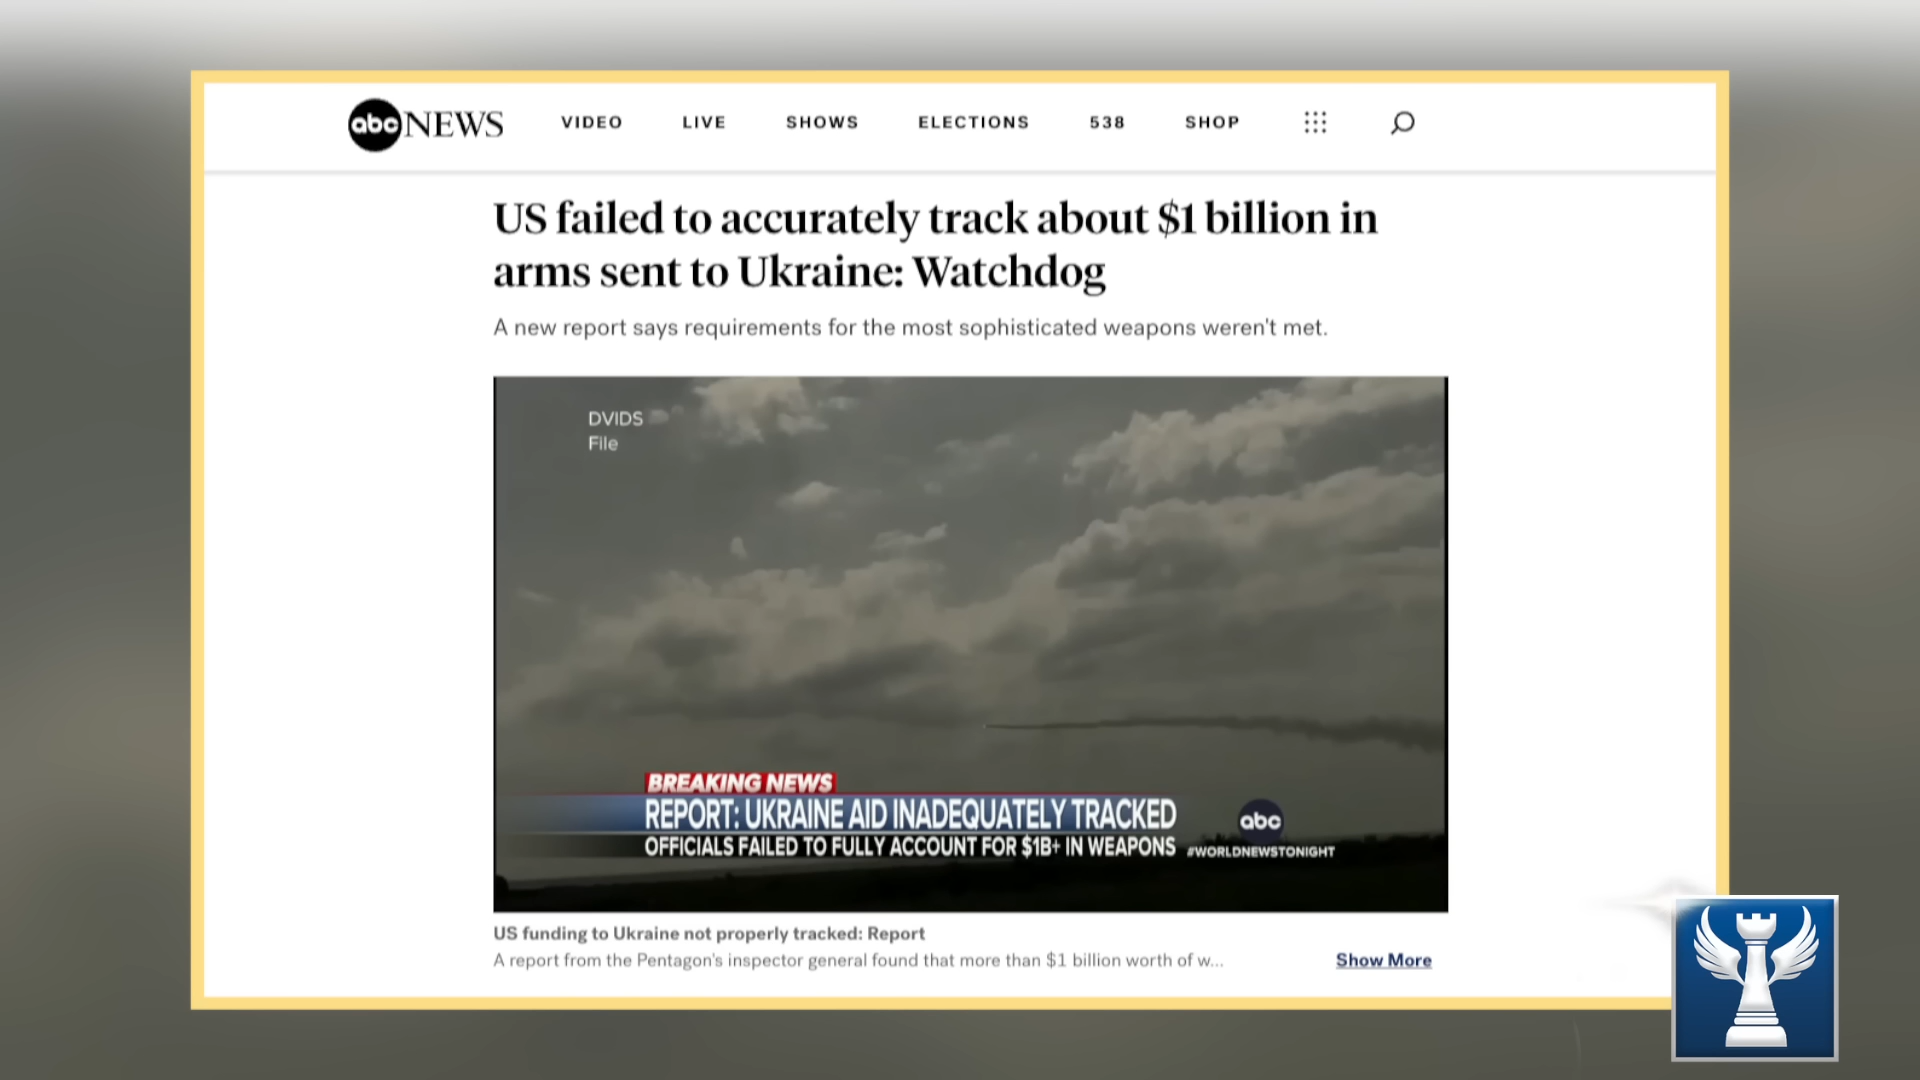 abc NEWS VIDEO LIVE SHOWS ELECTIONS 538 SHOP
US failed to accurately track about $1 billion in
arms sent to Ukraine: Watchdog
A new report says requirements for the most sophisticated weapons weren't met.
DVIDS
File
BREAKING NEWS
REPORT: UKRAINE AID INADEQUATELY TRACKED
abc
OFFICIALS FAILED TO FULLY ACCOUNT FOR $1B+ IN WEAPONS
#WORLDNEWSTONIGHT
US funding to Ukraine not properly tracked: Report
A report from the Pentagon's inspector general found that more than $1 billion worth of w...
Show More